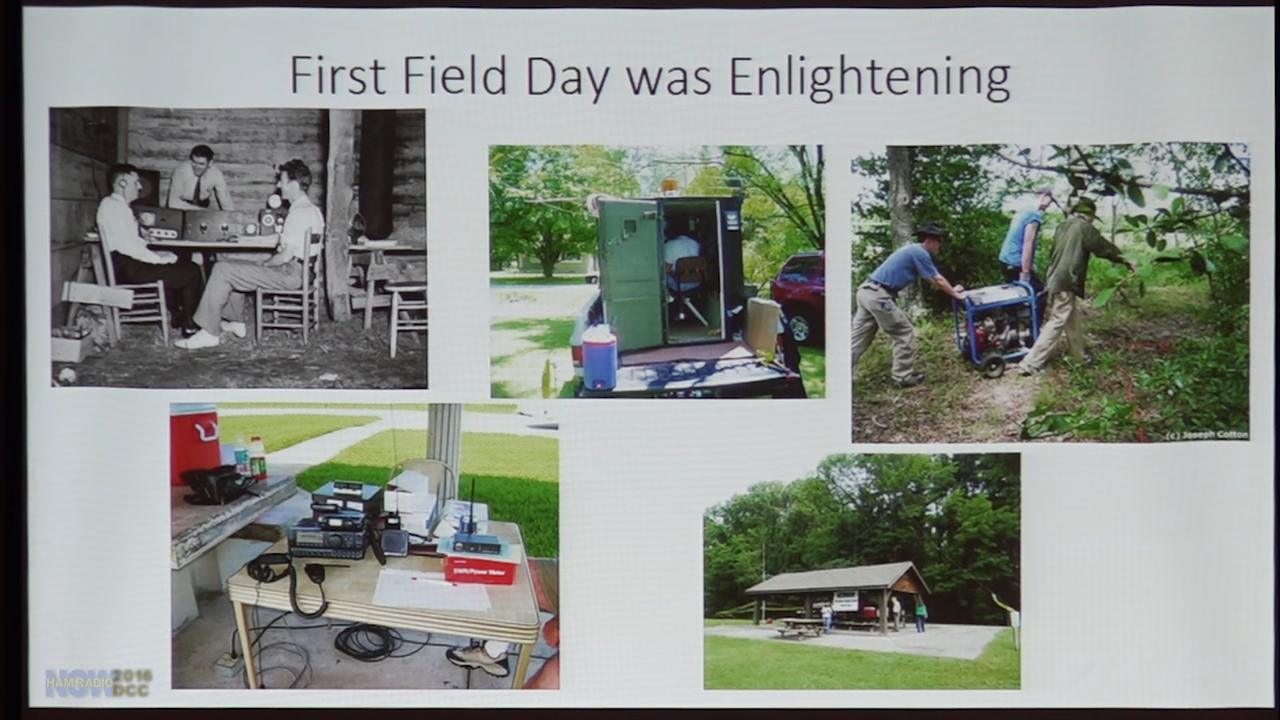 First Field Day was Enlightening
(c) Joseph Cotton
SWR/Power Meter
NOW 2016
HAMRADIO DCC